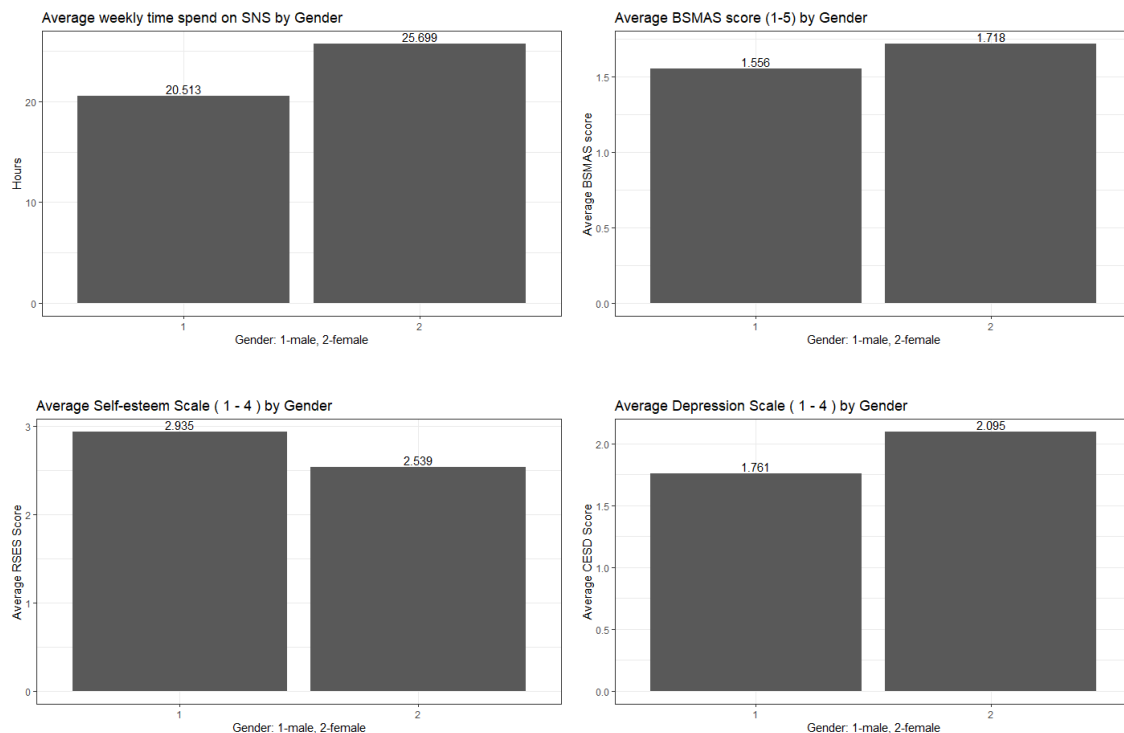 Average weekly time spend on SNS by Gender
25.699
20.513
20
10
0
Hours
1
2
Gender: 1-male, 2-female
Average BSMAS score (1-5) by Gender
1.718
1.556
1.5
1.0
0.5
0.0
Average BSMAS score
1
2
Gender: 1-male, 2-female
Average Self-esteem Scale ( 1 - 4 ) by Gender
2.935
2.539
3
2
1
0
Average RSES Score
1
2
Gender: 1-male, 2-female
Average Depression Scale ( 1 - 4 ) by Gender
2.095
1.761
2.0
1.5
1.0
0.5
0.0
Average CESD Score
1
2
Gender: 1-male, 2-female